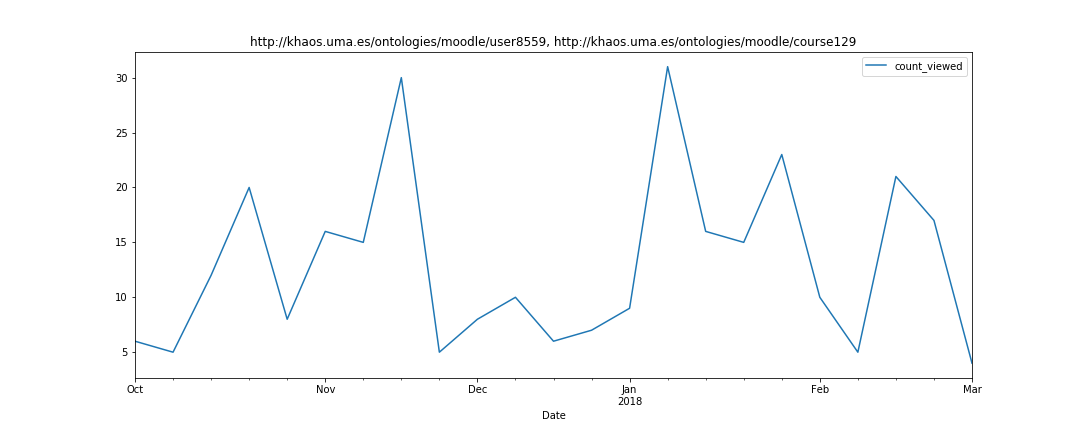 http://khaos.uma.es/ontologies/moodle/user8559, http://khaos.uma.es/ontologies/moodle/course129
count_viewed
30
25
20
15
10
5
Oct Nov Dec Jan Feb Mar
2018
Date